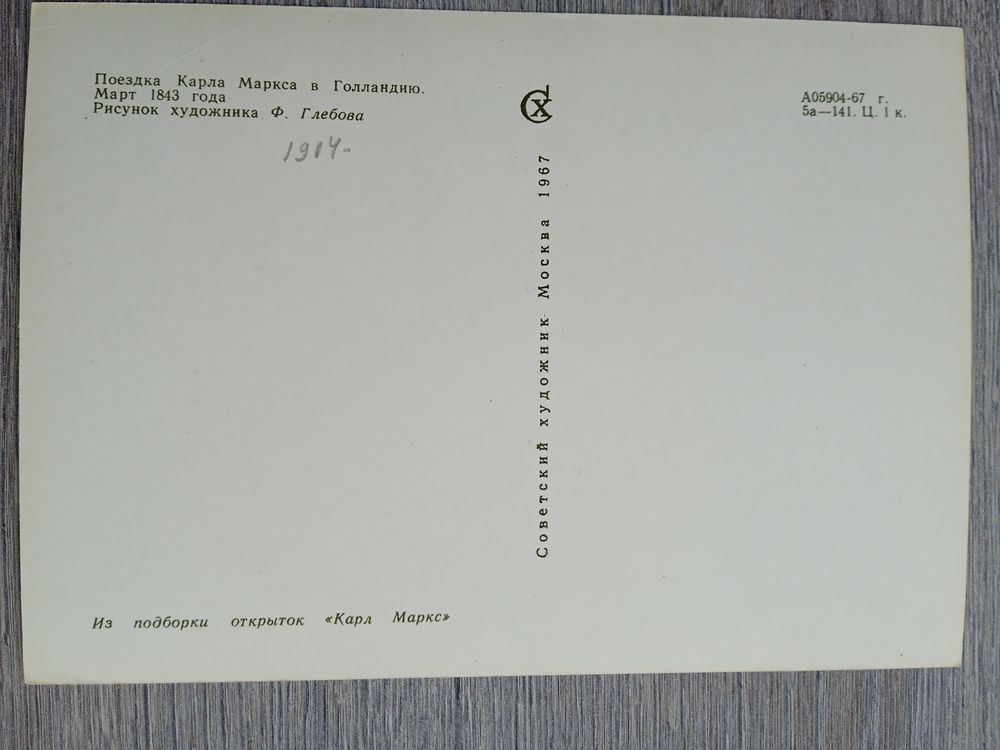 Поездка Карла Маркса в Голландию.
Март 1843 года
Рисунок художника Ф. Глебова
1914-
СХ
А05904-67 г.
5а—141. Ц. 1 к.
Советский художник Москва 1967
Из подборки открыток «Карл Маркс»